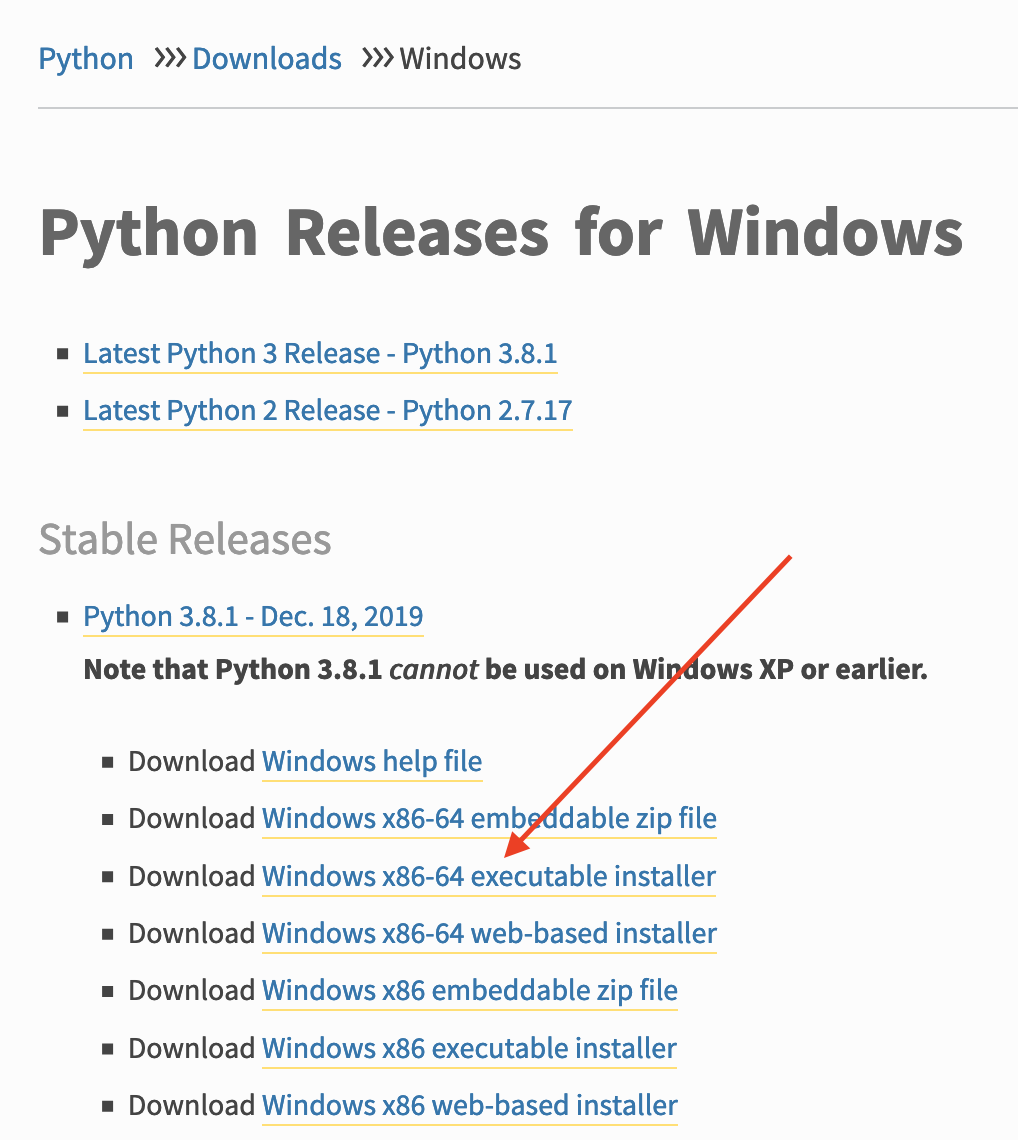 Python >>> Downloads >>> Windows
Python Releases for Windows
Latest Python 3 Release - Python 3.8.1
Latest Python 2 Release - Python 2.7.17
Stable Releases
Python 3.8.1 - Dec. 18, 2019
Note that Python 3.8.1 cannot be used on Windows XP or earlier.
Download Windows help file
Download Windows x86-64 embeddable zip file
Download Windows x86-64 executable installer
Download Windows x86-64 web-based installer
Download Windows x86 embeddable zip file
Download Windows x86 executable installer
Download Windows x86 web-based installer